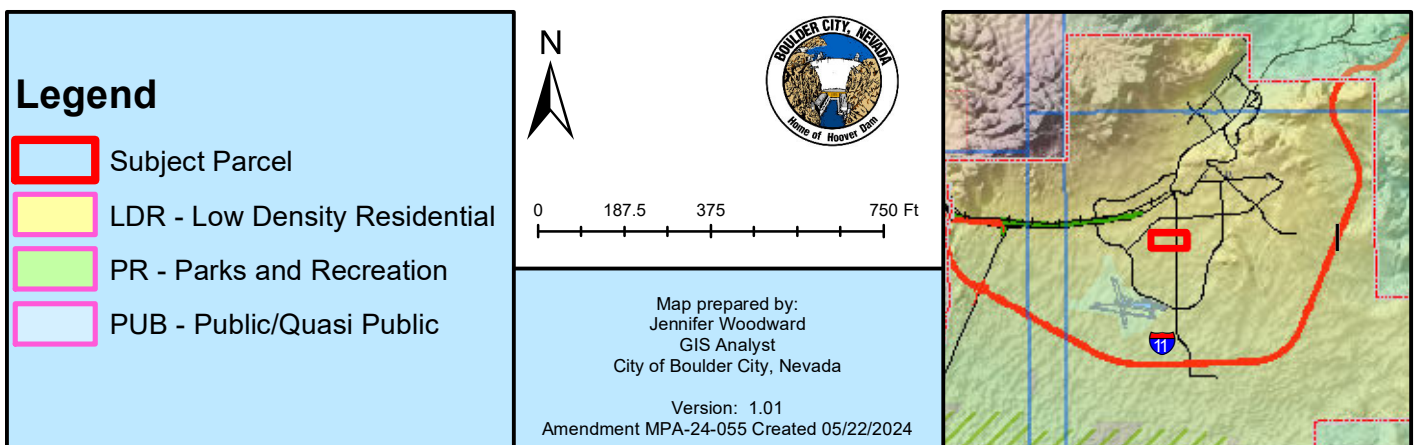 Legend
Subject Parcel
LDR - Low Density Residential
PR - Parks and Recreation
PUB - Public/Quasi Public
N
BOULDER CITY, NEVADA
Home of Hoover Dam
0 187.5 375 750 Ft
Map prepared by:
Jennifer Woodward
GIS Analyst
City of Boulder City, Nevada
Version: 1.01
Amendment MPA-24-055 Created 05/22/2024
11